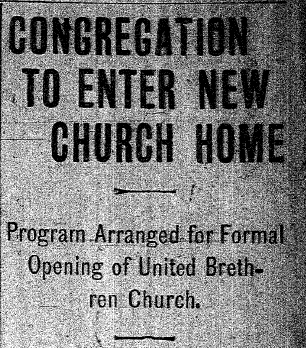 CONGREGATION
TO ENTER NEW
CHURCH HOME
Program Arranged for Formal
Opening of United Breth-
ren Church.